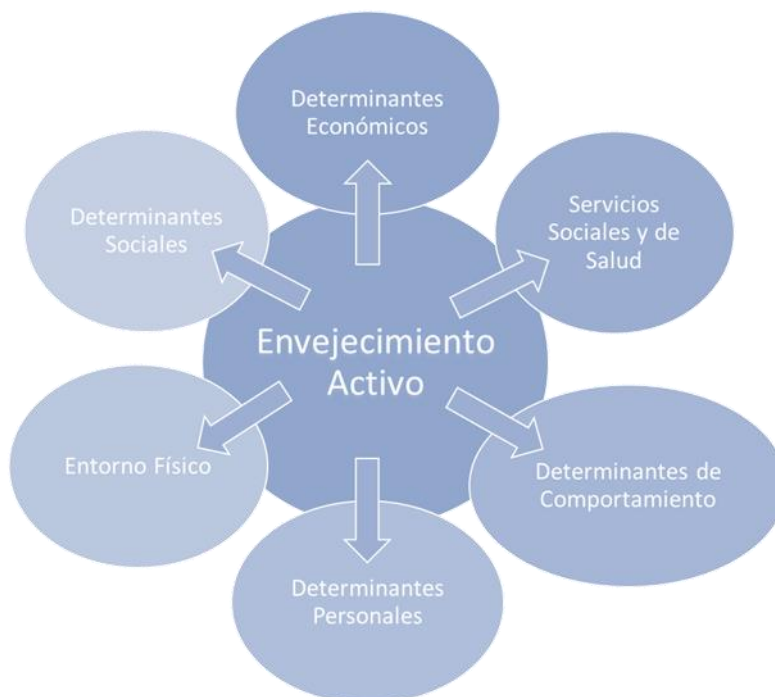 Determinantes
Económicos
Servicios
Sociales y de
Salud
Determinantes de
Comportamiento
Determinantes
Personales
Entorno Físico
Determinantes
Sociales
Envejecimiento
Activo